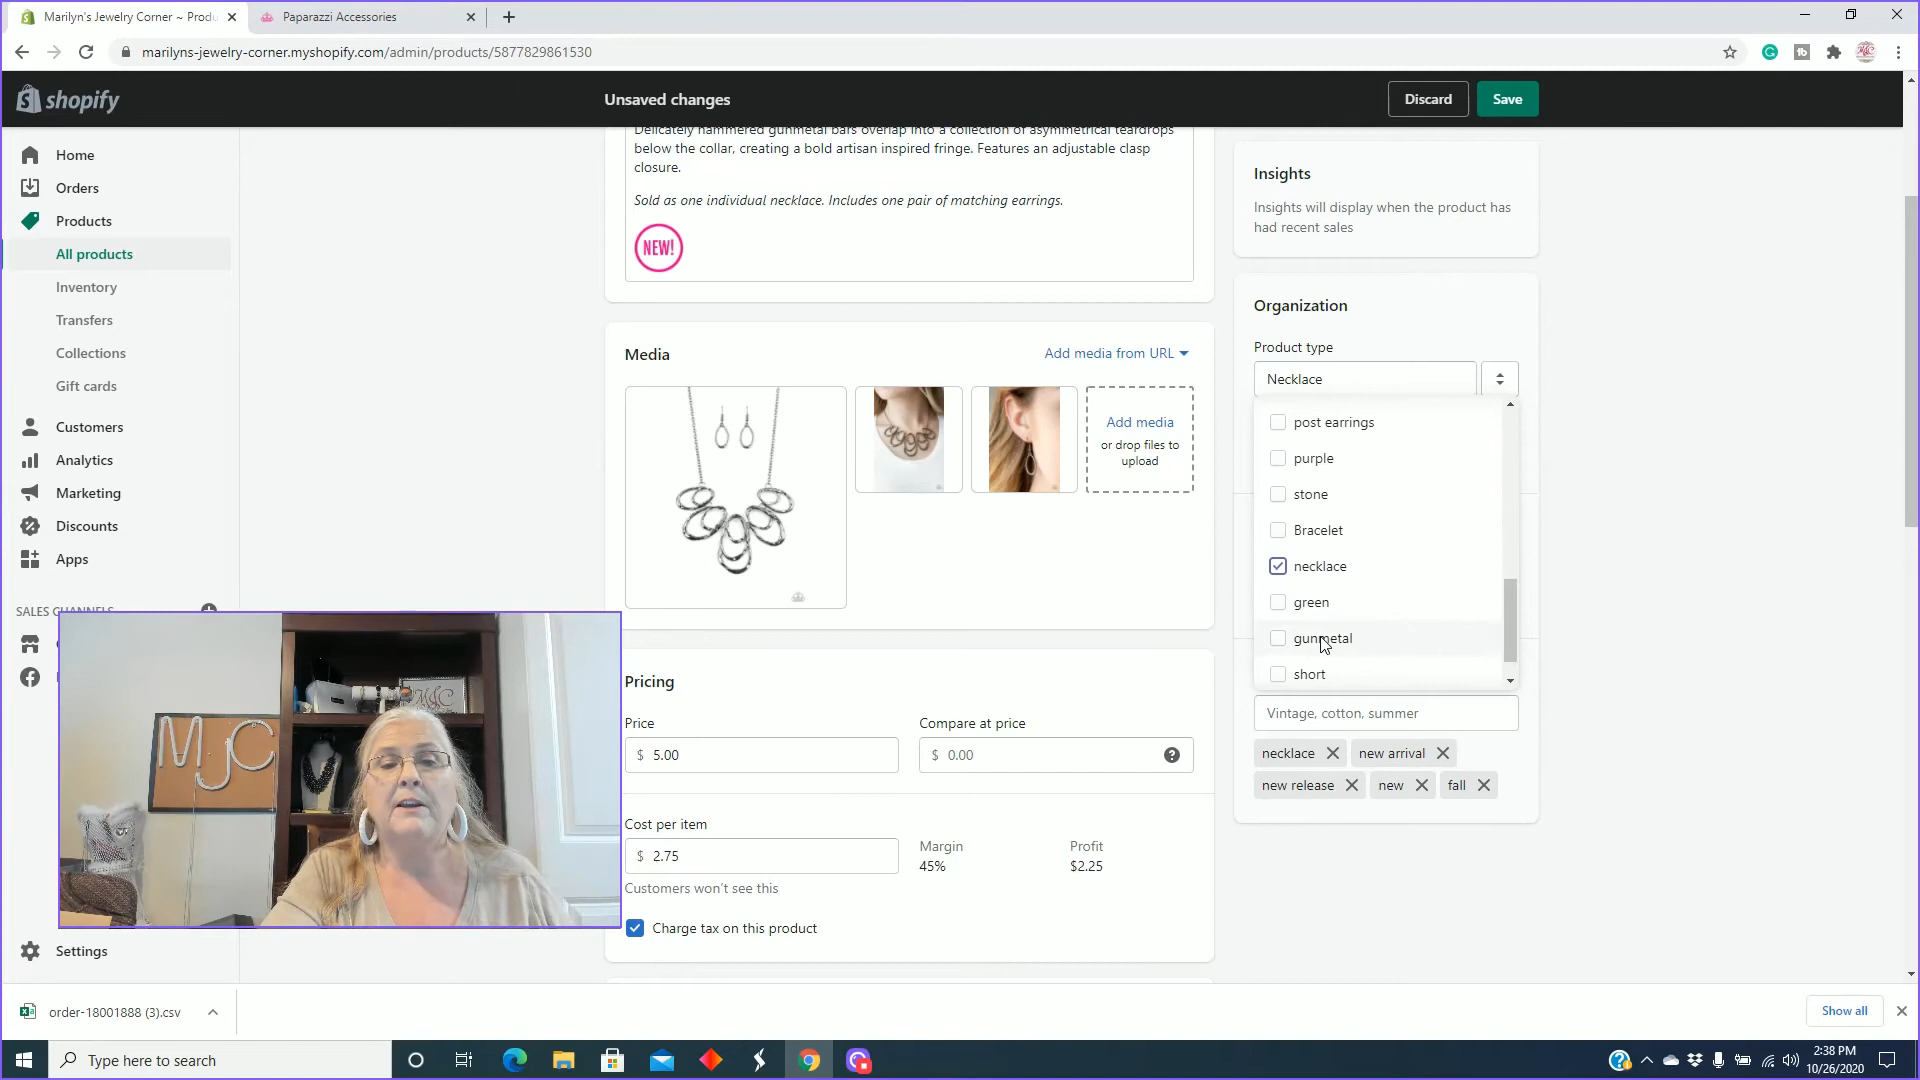 Marilyn's Jewelry Corner ~ Produ
Paparazzi Accessories
marilyns-jewelry-corner.myshopify.com/admin/products/5877829861530
shopify
Unsaved changes
Discard
Save
Home
Orders
Products
All products
Inventory
Transfers
Collections
Gift cards
Customers
Analytics
Marketing
Discounts
Apps
SALES CHANNELS
Settings
Delicately hammered gunmetal bars overlap into a collection of asymmetrical teardrops
below the collar, creating a bold artisan inspired fringe. Features an adjustable clasp
closure.
Sold as one individual necklace. Includes one pair of matching earrings.
NEW!
Media
Add media from URL
Add media
or drop files to
upload
Pricing
Price
Compare at price
$ 5.00
$ 0.00
Cost per item
$ 2.75
Margin
45%
Profit
$2.25
Customers won't see this
Charge tax on this product
Insights
Insights will display when the product has
had recent sales
Organization
Product type
Necklace
post earrings
purple
stone
Bracelet
necklace
green
gunmetal
short
Vintage, cotton, summer
necklace
new arrival
new release
new
fall
MJC
MJC
order-18001888 (3).csv
Show all
Type here to search
2:38 PM
10/26/2020